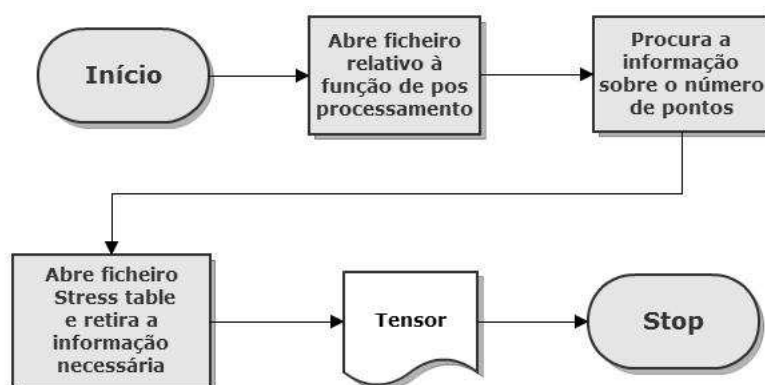 Início
Abre ficheiro
relativo à
função de pos
processamento
Procura a
informação
sobre o número
de pontos
Abre ficheiro
Stress table
e retira a
informação
necessária
Tensor
Stop